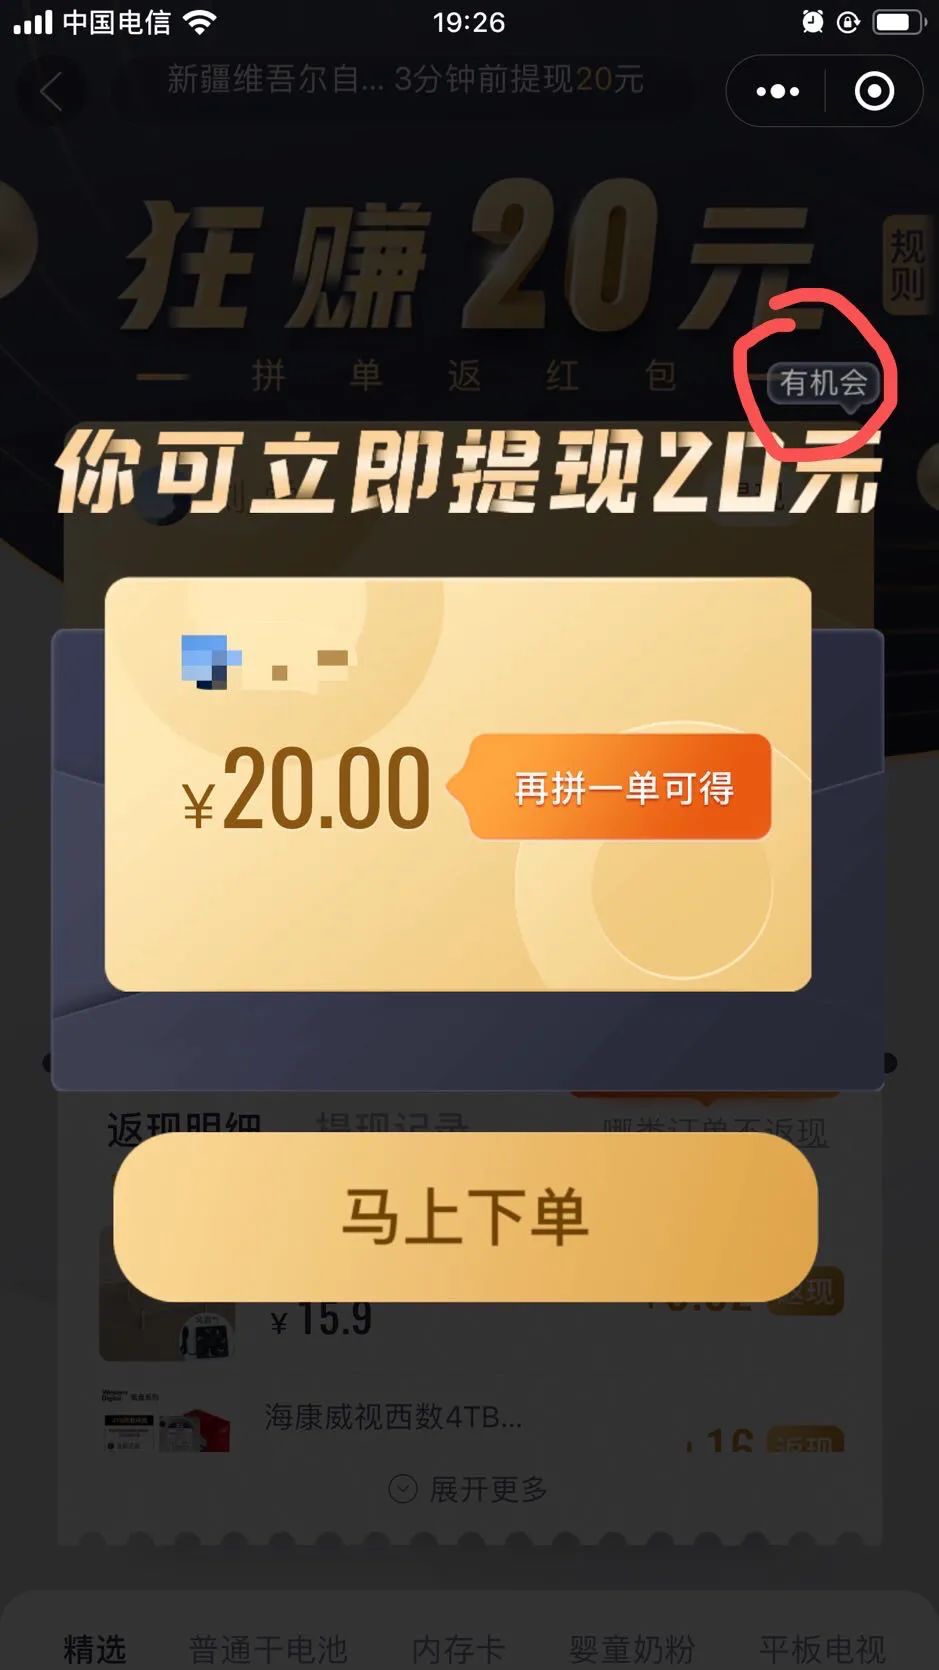 中国电信
19:26
新疆维吾尔自... 3分钟前提现20元
狂赚20元
规则
拼单返红包
有机会
你可立即提现20元
¥20.00
再拼一单可得
返现明细
提现记录
哪类订单不返现
马上下单
¥15.9
返现
海康威视西数4TB...
16
返现
展开更多
精选
普通干电池
内存卡
婴童奶粉
平板电视